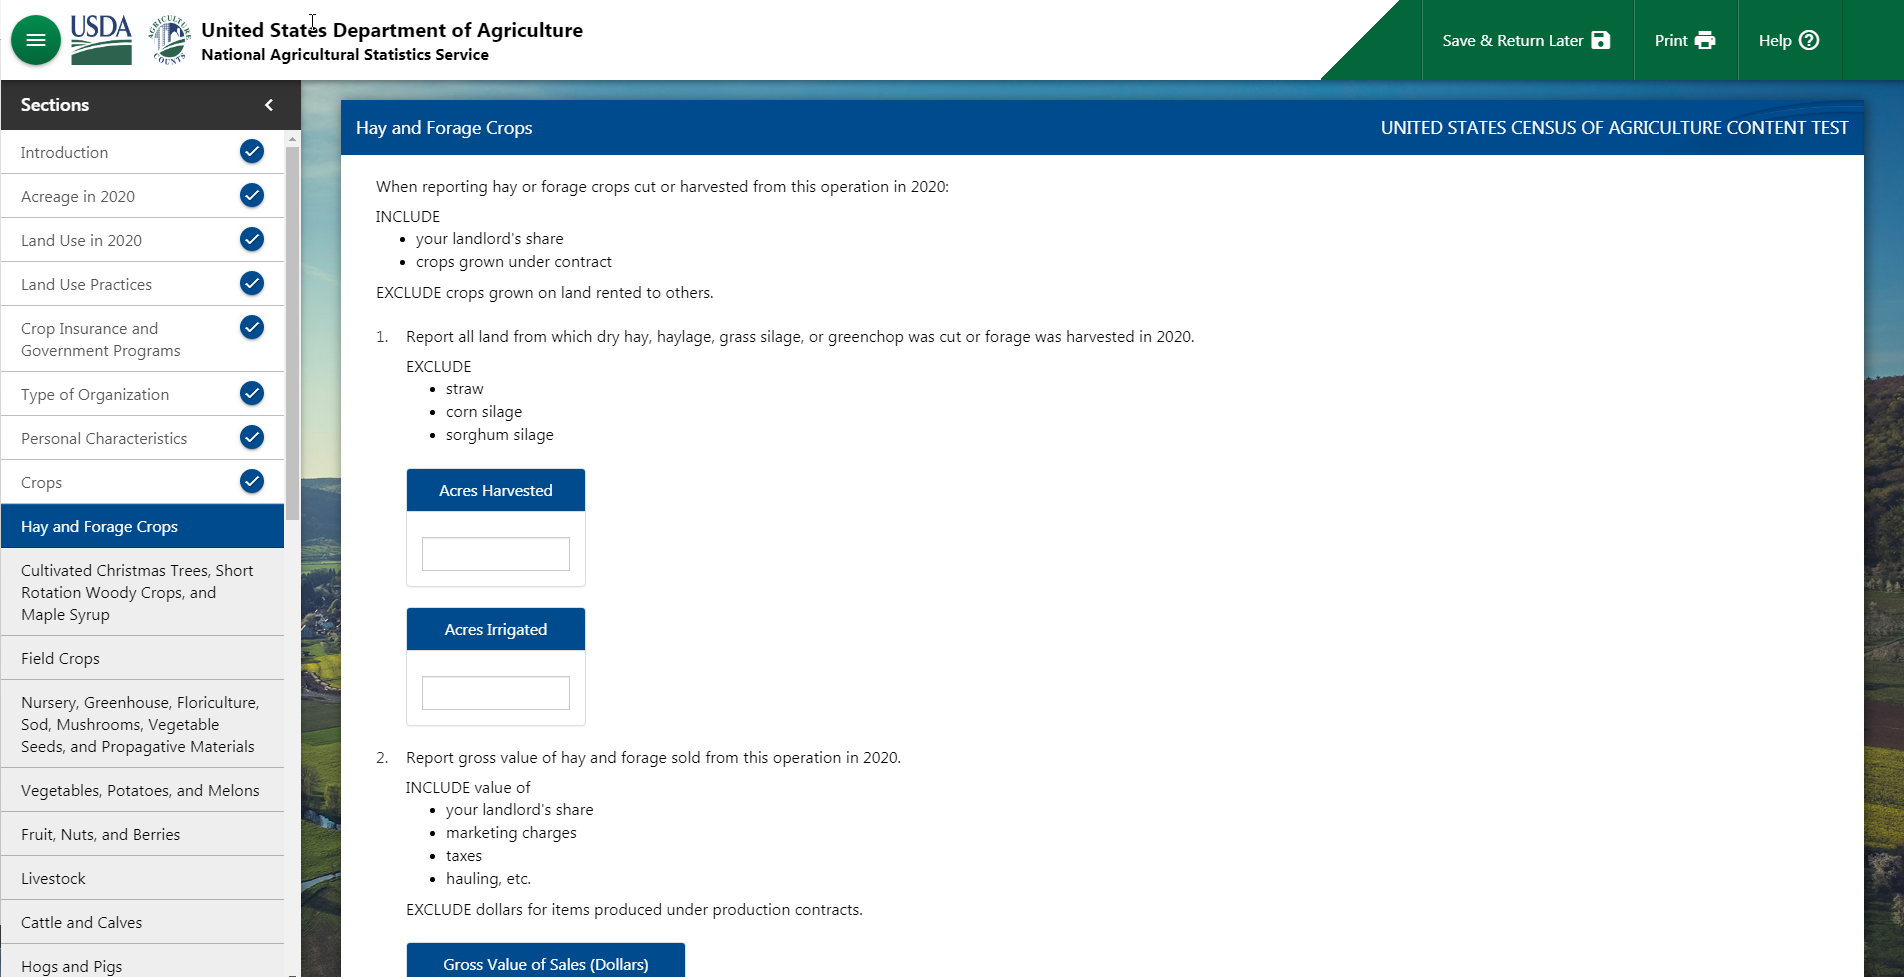 USDA
AGRICULTURE
COUNTS
United States Department of Agriculture
National Agricultural Statistics Service
Save & Return Later
Print
Help
Sections
Introduction
Acreage in 2020
Land Use in 2020
Land Use Practices
Crop Insurance and
Government Programs
Type of Organization
Personal Characteristics
Crops
Hay and Forage Crops
Cultivated Christmas Trees, Short
Rotation Woody Crops, and
Maple Syrup
Field Crops
Nursery, Greenhouse, Floriculture,
Sod, Mushrooms, Vegetable
Seeds, and Propagative Materials
Vegetables, Potatoes, and Melons
Fruit, Nuts, and Berries
Livestock
Cattle and Calves
Hogs and Pigs
Hay and Forage Crops
UNITED STATES CENSUS OF AGRICULTURE CONTENT TEST
When reporting hay or forage crops cut or harvested from this operation in 2020:
INCLUDE
• your landlord's share
• crops grown under contract
EXCLUDE crops grown on land rented to others.
1. Report all land from which dry hay, haylage, grass silage, or greenchop was cut or forage was harvested in 2020.
EXCLUDE
• straw
• corn silage
• sorghum silage
Acres Harvested
Acres Irrigated
2. Report gross value of hay and forage sold from this operation in 2020.
INCLUDE value of
• your landlord's share
• marketing charges
• taxes
• hauling, etc.
EXCLUDE dollars for items produced under production contracts.
Gross Value of Sales (Dollars)